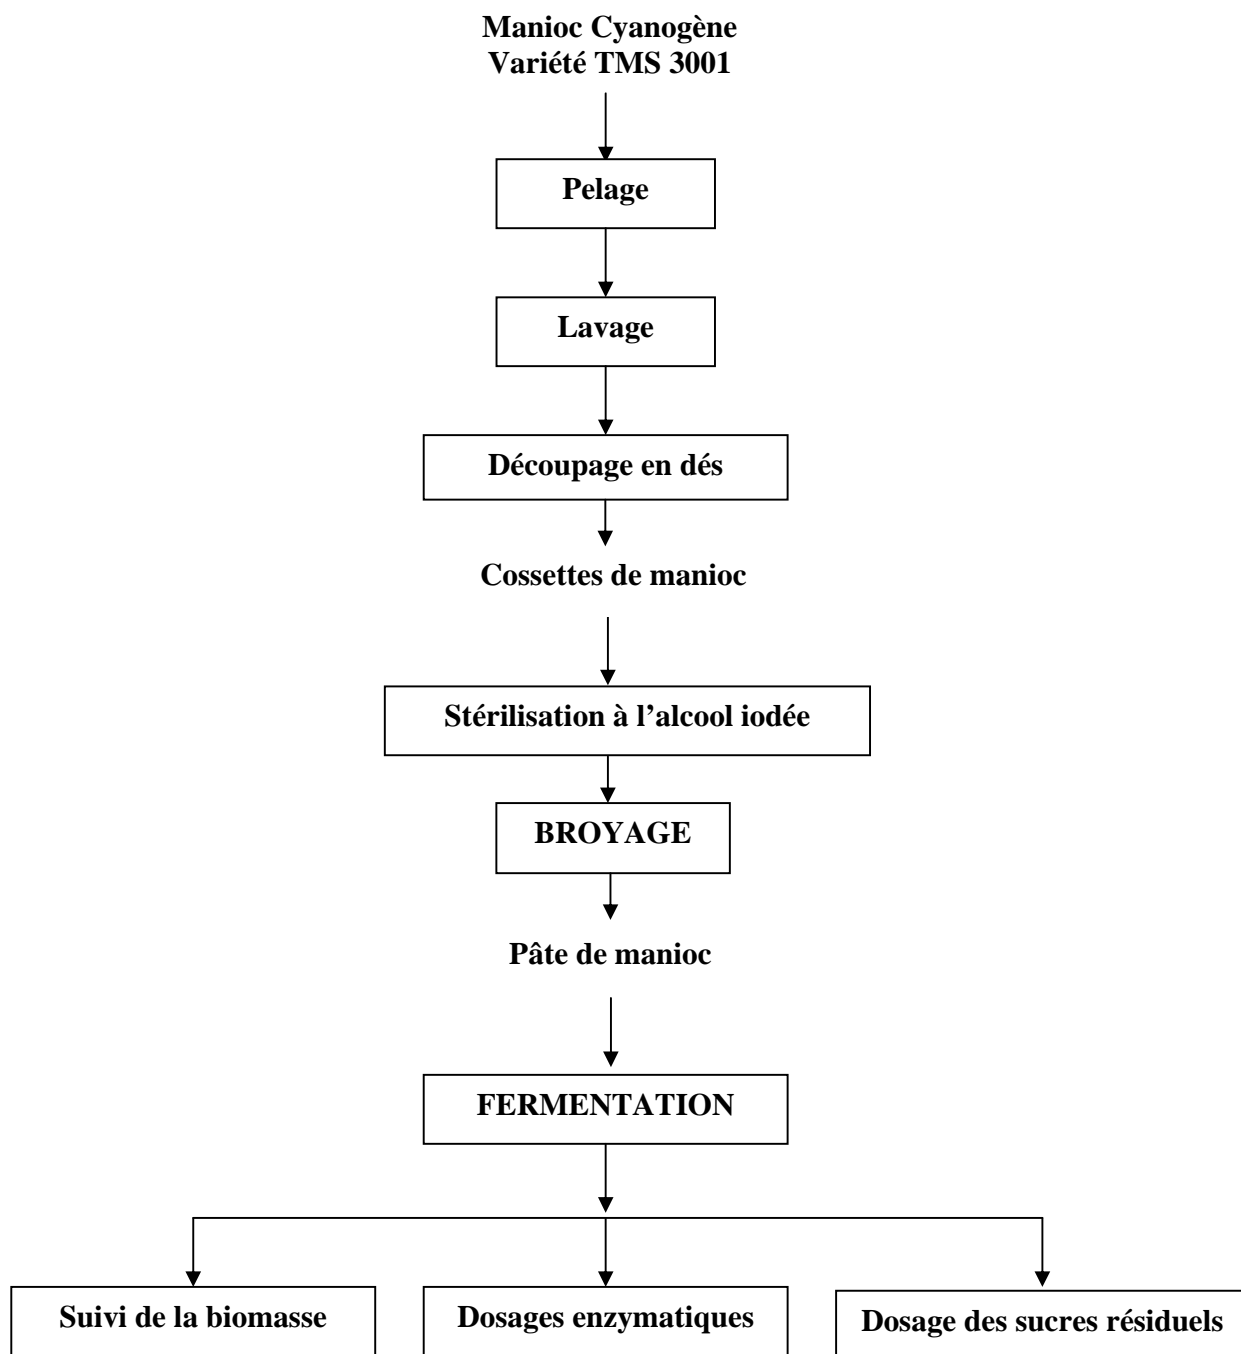 Manioc Cyanogène
Variété TMS 3001
Pelage
Lavage
Découpage en dés
Cossettes de manioc
Stérilisation à l’alcool iodée
BROYAGE
Pâte de manioc
FERMENTATION
Suivi de la biomasse
Dosages enzymatiques
Dosage des sucres résiduels